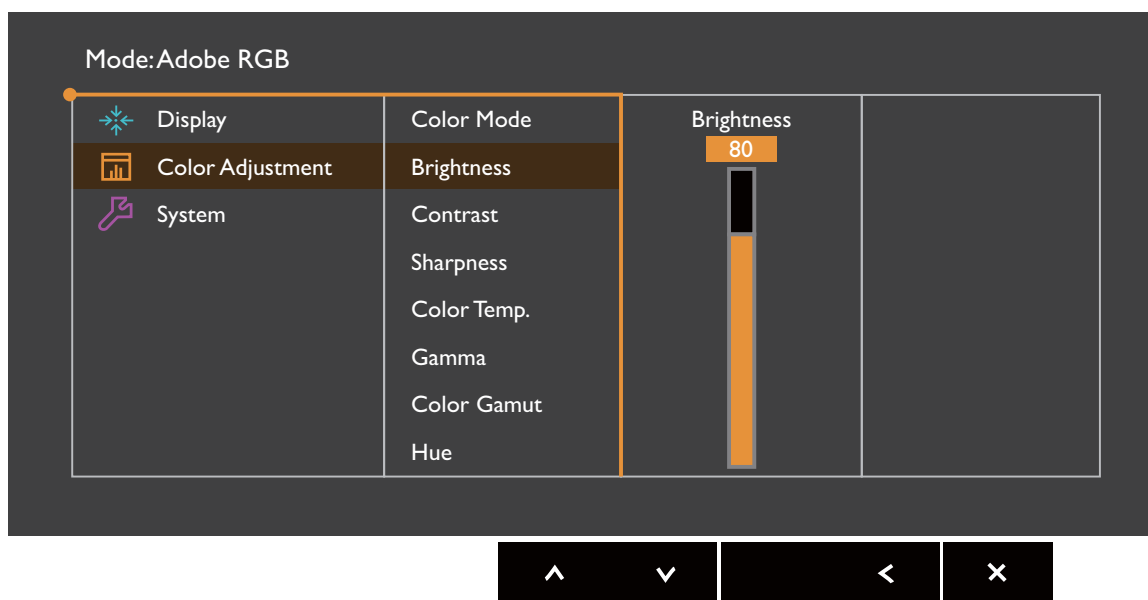 Mode: Adobe RGB
Display
Color Adjustment
System
Color Mode
Brightness
Contrast
Sharpness
Color Temp.
Gamma
Color Gamut
Hue
Brightness
80